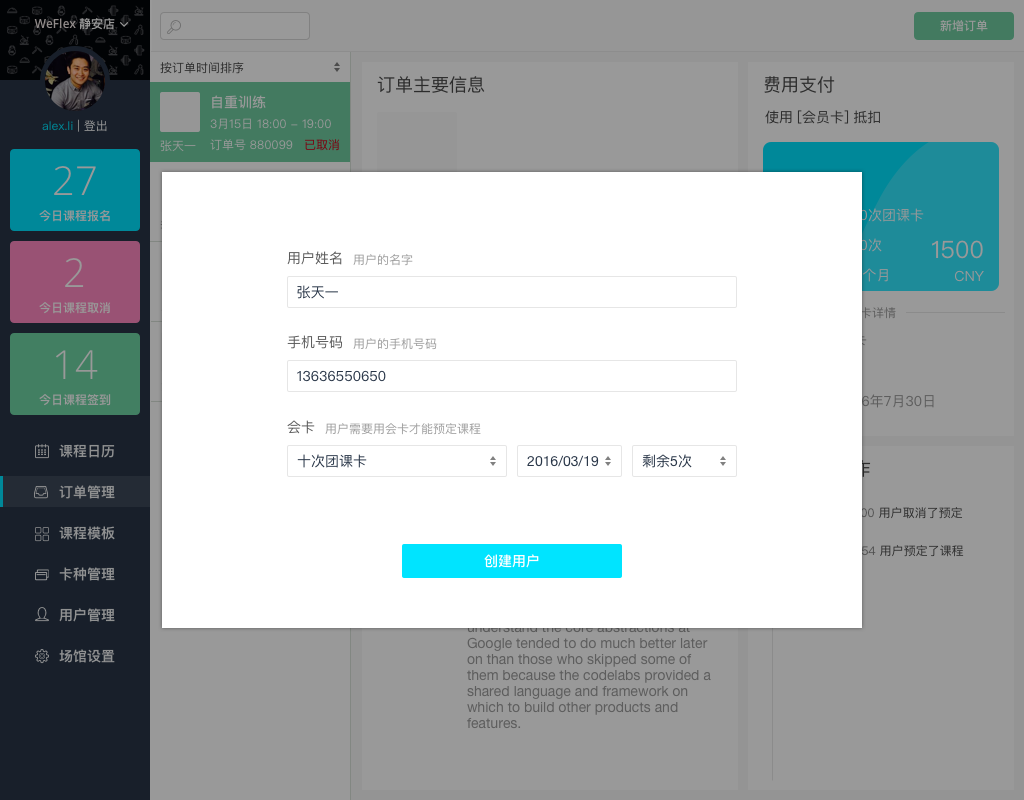 WeFlex 静安店
alex.li | 登出
27
今日课程报名
2
今日课程取消
14
今日课程签到
课程日历
订单管理
课程模板
卡种管理
用户管理
场馆设置
新增订单
按订单时间排序
自重训练
3月15日 18:00 – 19:00
张天一 订单号 880099 已取消
订单主要信息
费用支付
使用 [会员卡] 抵扣
0次团课卡
0次
1500
个月
CNY
卡详情
6年7月30日
00 用户取消了预定
54 用户预定了课程
用户姓名 用户的名字
张天一
手机号码 用户的手机号码
13636550650
会卡 用户需要用会卡才能预定课程
十次团课卡 2016/03/19 剩余5次
创建用户
understand the core abstractions at
Google tended to do much better later
on than those who skipped some of
them because the codelabs provided a
shared language and framework on
which to build other products and
features.